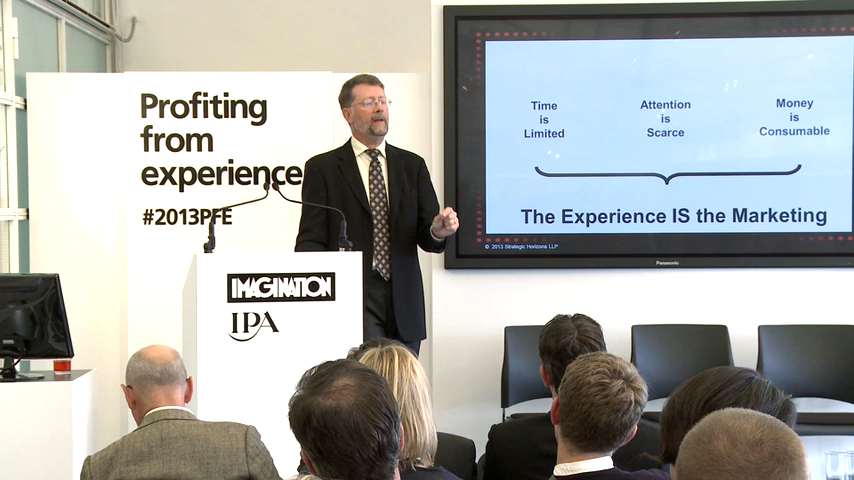 Profiting
from
experience
#2013PFE
IMAGINATION
IPA
Time
is
Limited
Attention
is
Scarce
Money
is
Consumable
The Experience IS the Marketing
© 2013 Strategic Horizons LLP
Panasonic